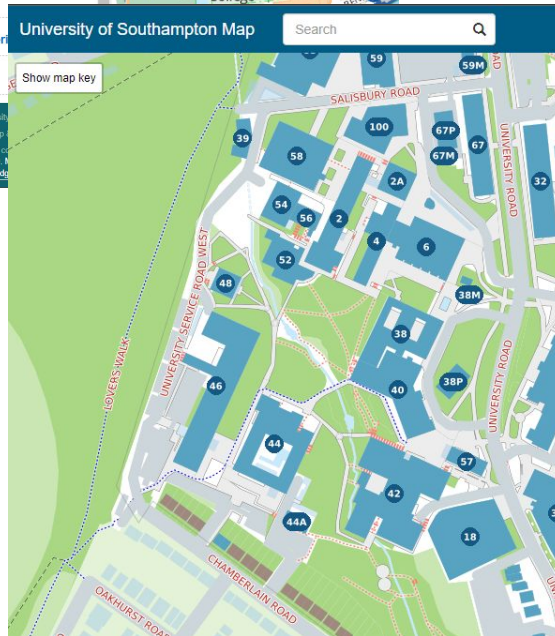 University of Southampton Map
Search
Show map key
59
59M
SALISBURY ROAD
100
67P
67
39
58
67M
32
2A
54
56
2
4
6
52
48
38M
38
UNIVERSITY ROAD
UNIVERSITY SERVICE ROAD WEST
LOVERS WALK
46
40
38P
UNIVERSITY ROAD
44
57
42
44A
18
CHAMBERLAIN ROAD
OAKHURST ROAD